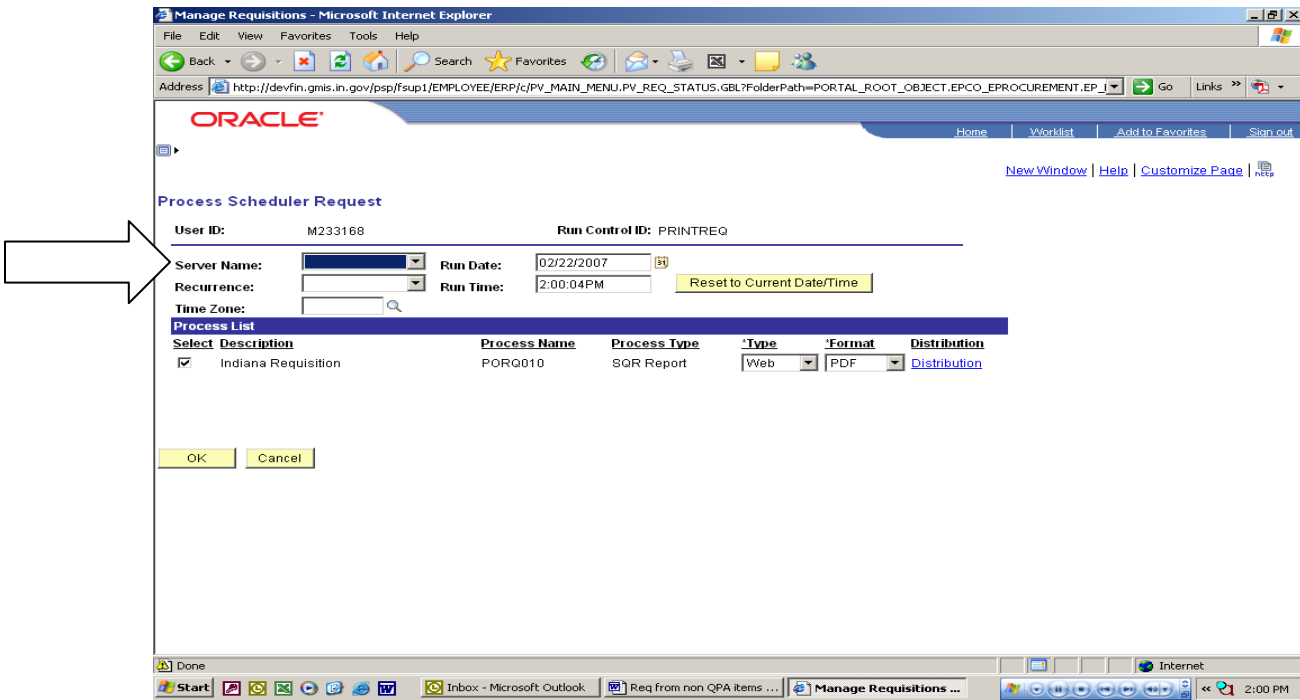 Manage Requisitions - Microsoft Internet Explorer
File Edit View Favorites Tools Help
Back Search Favorites
Address http://devfin.gmis.in.gov/psp/fsup1/EMPLOYEE/ERP/c/PV_MAIN_MENU.PV_REQ_STATUS.GBL?FolderPath=PORTAL_ROOT_OBJECT.EPCO_EPROCUREMENT.EP_ Go Links »
ORACLE
Home Worklist Add to Favorites Sign out
New Window | Help | Customize Page | http
Process Scheduler Request
User ID: M233168 Run Control ID: PRINTREQ
Server Name: Run Date: 02/22/2007 31
Recurrence: Run Time: 2:00:04PM Reset to Current Date/Time
Time Zone:
Process List
Select Description Process Name Process Type *Type *Format Distribution
Indiana Requisition PORQ010 SQR Report Web PDF Distribution
OK Cancel
Done Internet
Start Inbox - Microsoft Outlook Req from non QPA items ... Manage Requisitions ... « 2:00 PM